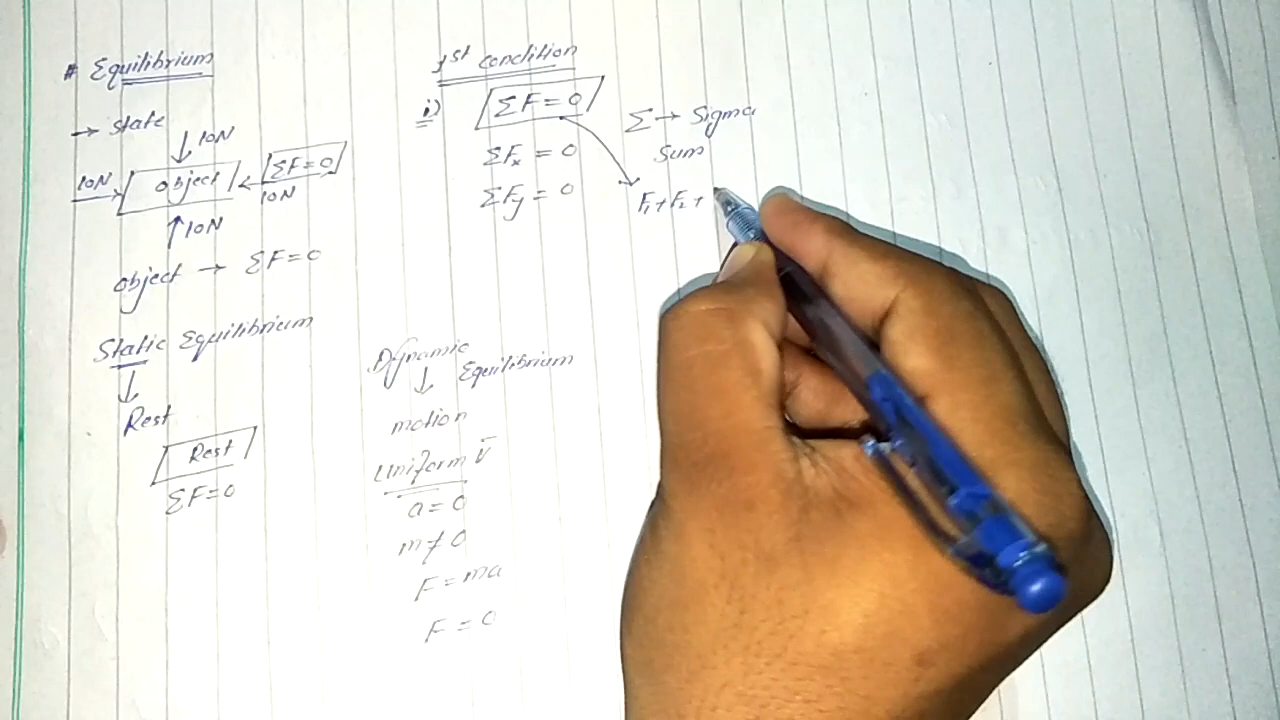 # Equilibrium
→ state
↓ 10N
10N → object ← ΣF=0
10N
↑ 10N
object → ΣF=0
Static Equilibrium
↓
Rest
Rest
ΣF=0
Dynamic Equilibrium
↓
motion
uniform v̄
a = 0
m ≠ 0
F = ma
F = 0
1st condition
i) ΣF = 0
ΣFx = 0
ΣFy = 0
Σ → Sigma
Sum
F₁+F₂+